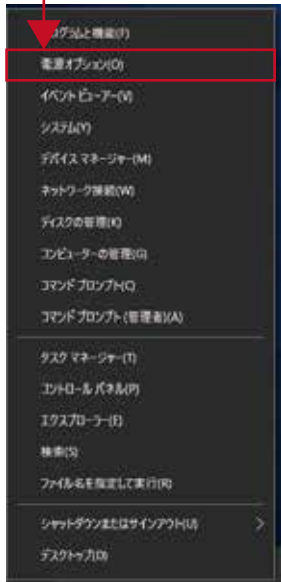 プログラムと機能(F)
電源オプション(O)
イベント ビューアー(V)
システム(Y)
デバイス マネージャー(M)
ネットワーク接続(W)
ディスクの管理(K)
コンピューターの管理(G)
コマンド プロンプト(C)
コマンド プロンプト (管理者)(A)
タスク マネージャー(T)
コントロール パネル(P)
エクスプローラー(E)
検索(S)
ファイル名を指定して実行(R)
シャットダウンまたはサインアウト(U)
デスクトップ(D)